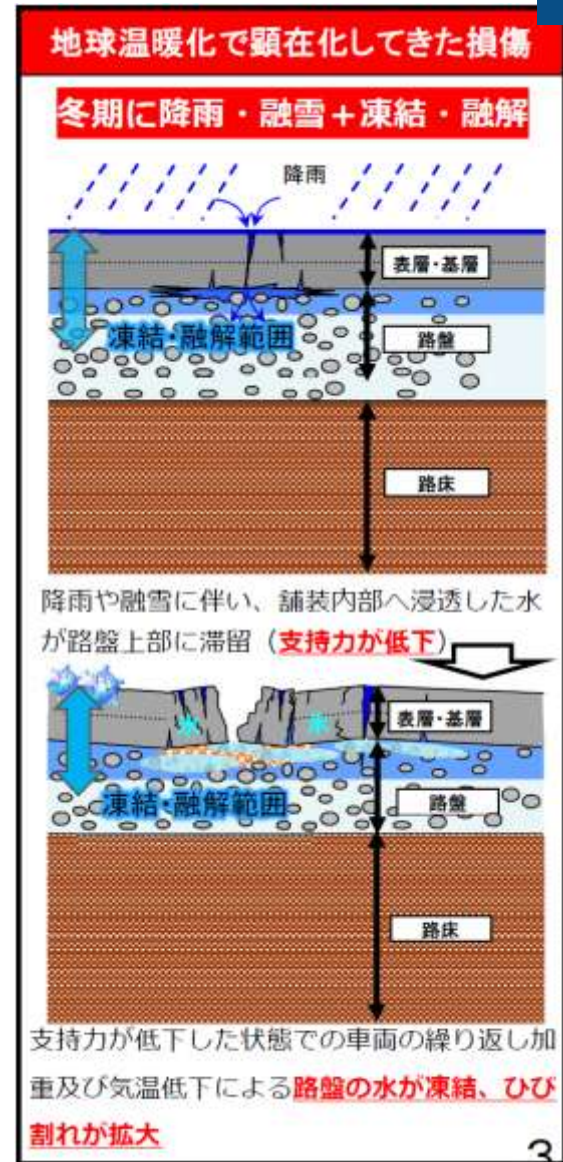 地球温暖化で顕在化してきた損傷
冬期に降雨・融雪＋凍結・融解
降雨
表層・基層
凍結・融解範囲
路盤
路床
降雨や融雪に伴い、舗装内部へ浸透した水
が路盤上部に滞留（支持力が低下）
氷
氷
表層・基層
凍結・融解範囲
路盤
路床
支持力が低下した状態での車両の繰り返し加
重及び気温低下による路盤の水が凍結、ひび
割れが拡大
3